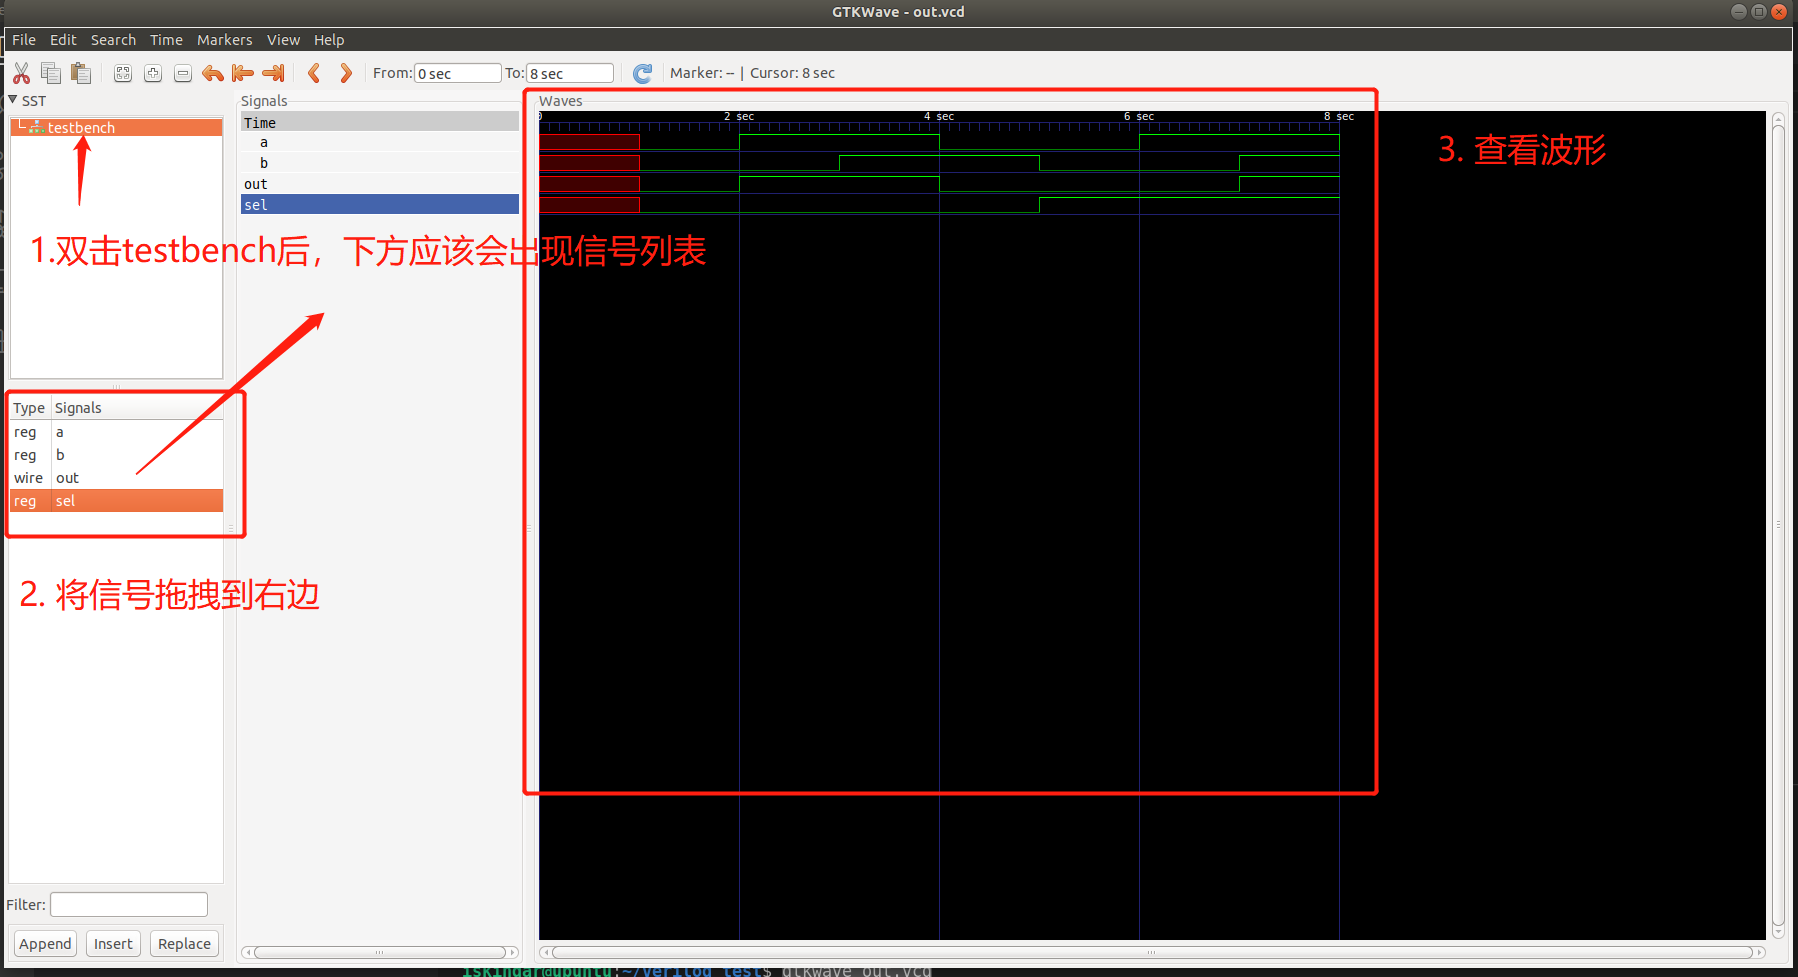 GTKWave - out.vcd
File Edit Search Time Markers View Help
From: 0 sec To: 8 sec Marker: -- | Cursor: 8 sec
SST
testbench
Signals
Time
a
b
out
sel
Waves
0 2 sec 4 sec 6 sec 8 sec
3. 查看波形
1.双击testbench后，下方应该会出现信号列表
Type Signals
reg a
reg b
wire out
reg sel
2. 将信号拖拽到右边
Filter:
Append Insert Replace
iskindar@ubuntu:~/verilog_test$ gtkwave out.vcd